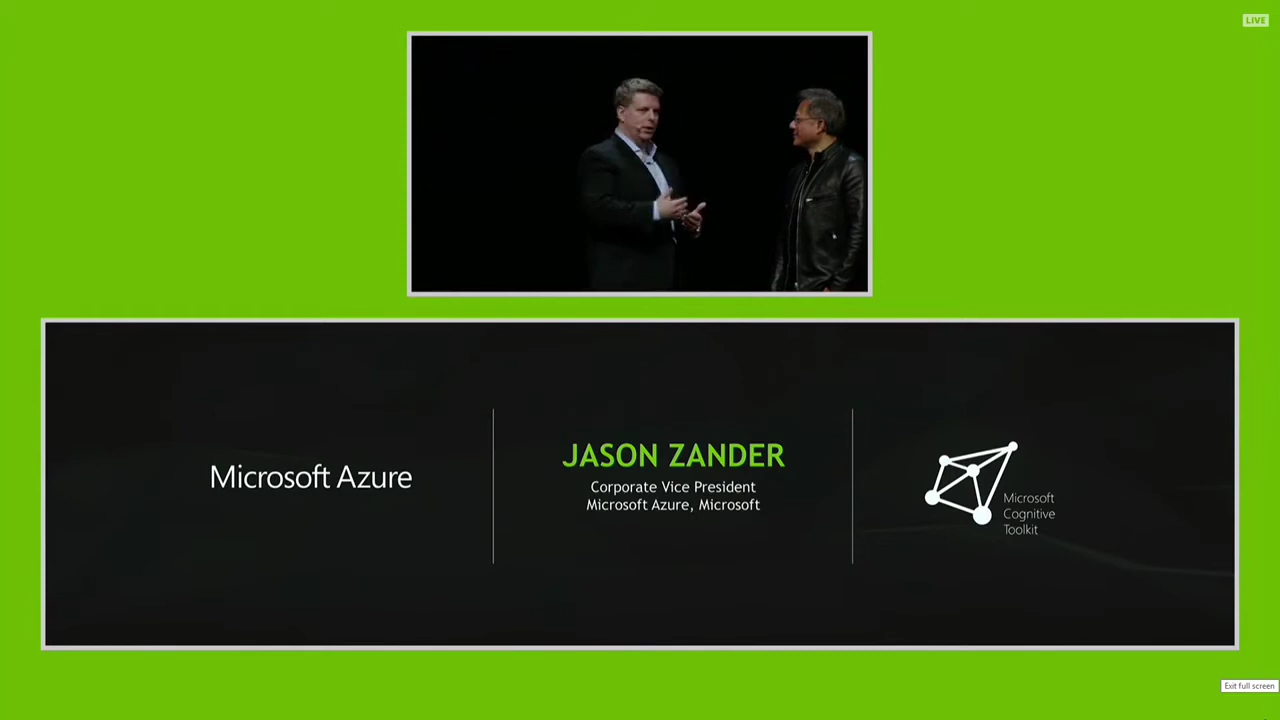 LIVE
Microsoft Azure
JASON ZANDER
Corporate Vice President
Microsoft Azure, Microsoft
Microsoft
Cognitive
Toolkit
Exit full screen